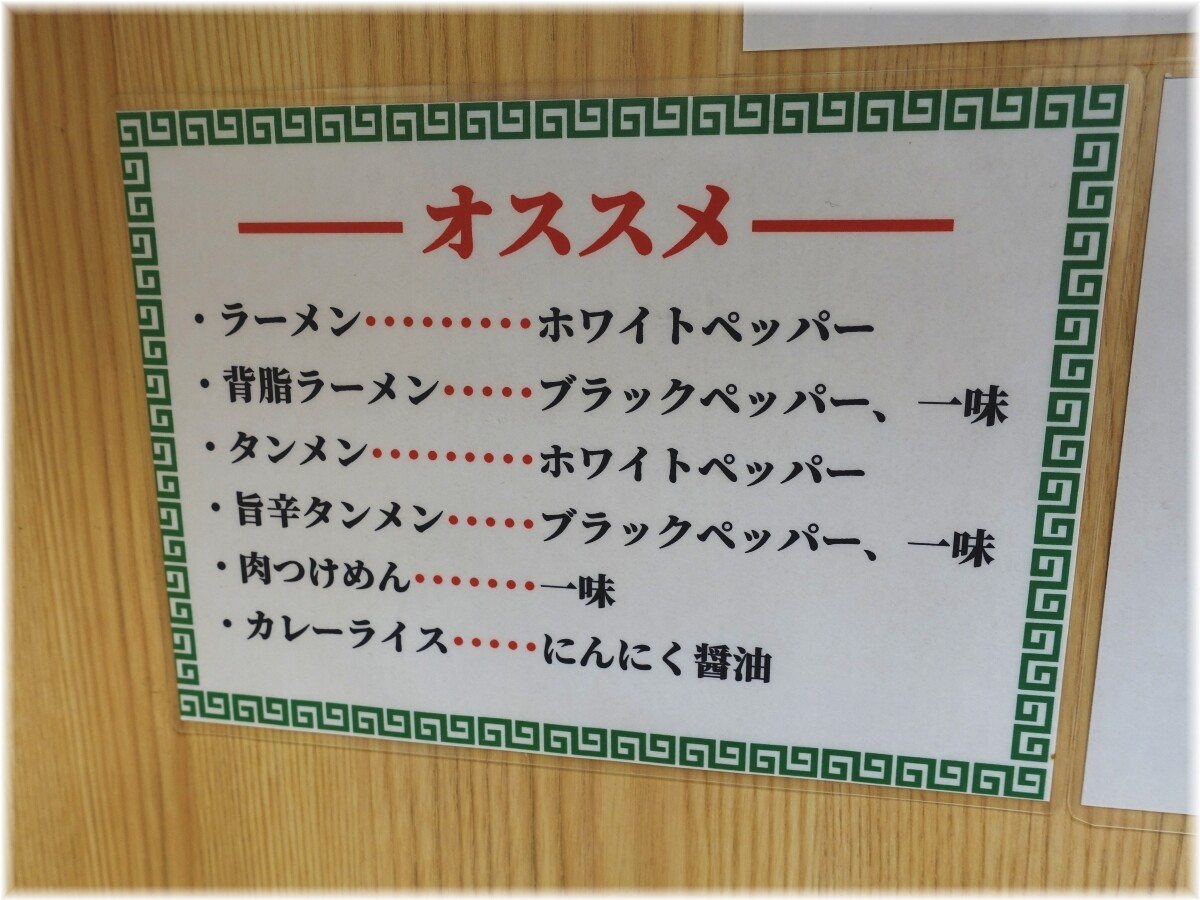 オススメ
・ラーメン・・・・・・・・・ホワイトペッパー
・背脂ラーメン・・・・・ブラックペッパー、一味
・タンメン・・・・・・・・・ホワイトペッパー
・旨辛タンメン・・・・・ブラックペッパー、一味
・肉つけめん・・・・・・・一味
・カレーライス・・・・・にんにく醤油